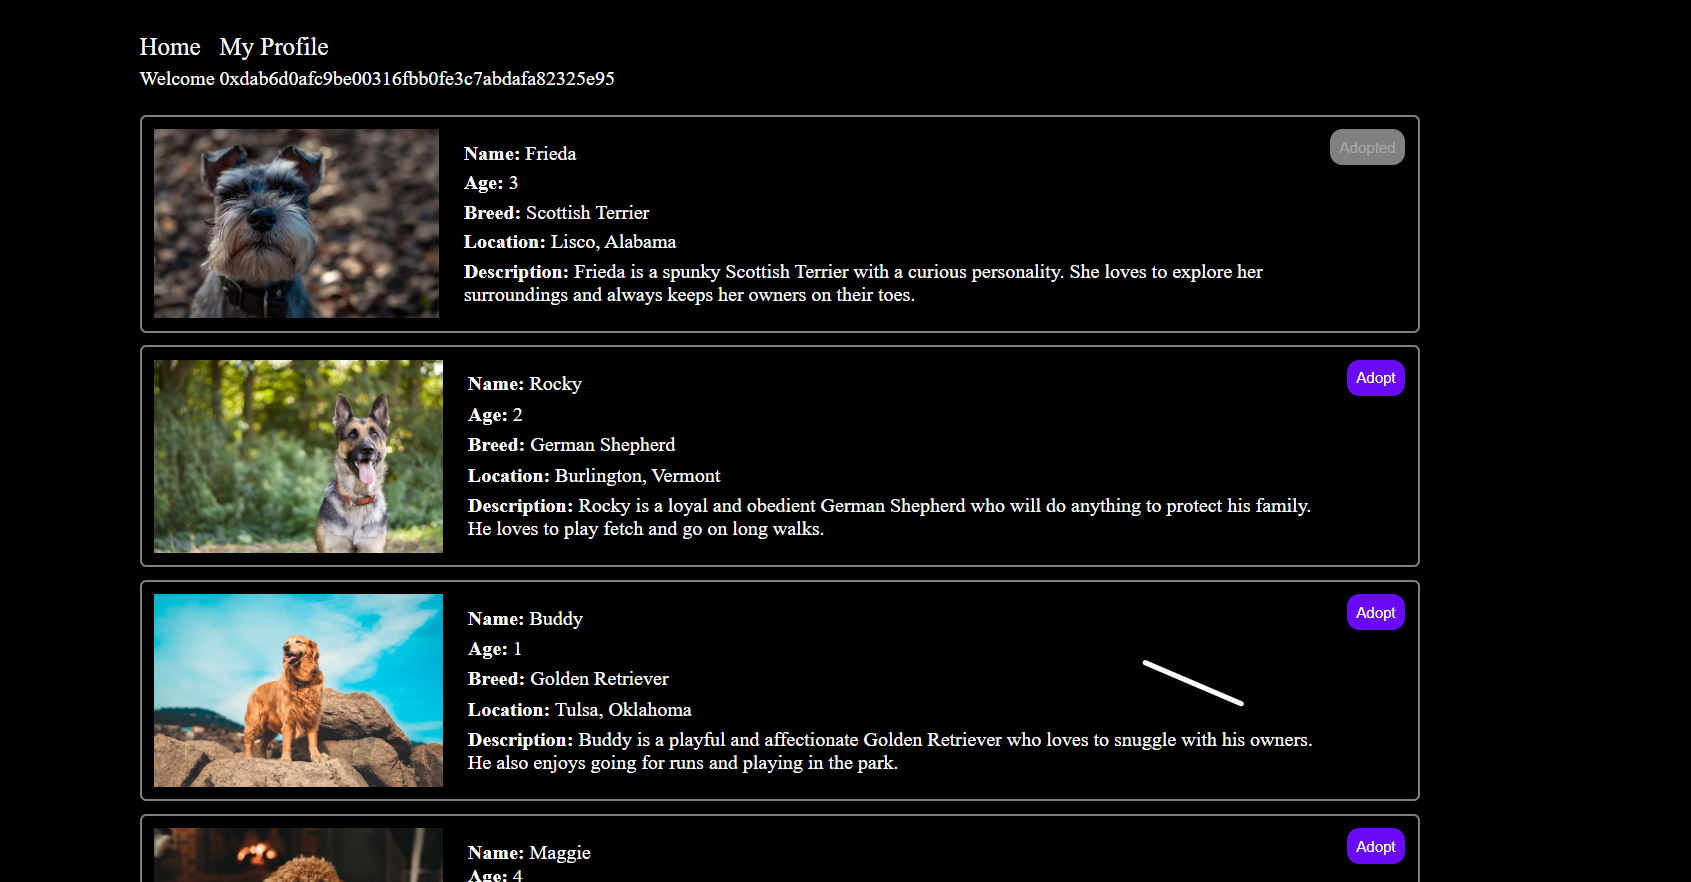 Home My Profile
Welcome 0xdab6d0afc9be00316fbb0fe3c7abdafa82325e95
Name: Frieda
Adopted
Age: 3
Breed: Scottish Terrier
Location: Lisco, Alabama
Description: Frieda is a spunky Scottish Terrier with a curious personality. She loves to explore her
surroundings and always keeps her owners on their toes.
Name: Rocky
Adopt
Age: 2
Breed: German Shepherd
Location: Burlington, Vermont
Description: Rocky is a loyal and obedient German Shepherd who will do anything to protect his family.
He loves to play fetch and go on long walks.
Name: Buddy
Adopt
Age: 1
Breed: Golden Retriever
Location: Tulsa, Oklahoma
Description: Buddy is a playful and affectionate Golden Retriever who loves to snuggle with his owners.
He also enjoys going for runs and playing in the park.
Name: Maggie
Adopt
Age: 4